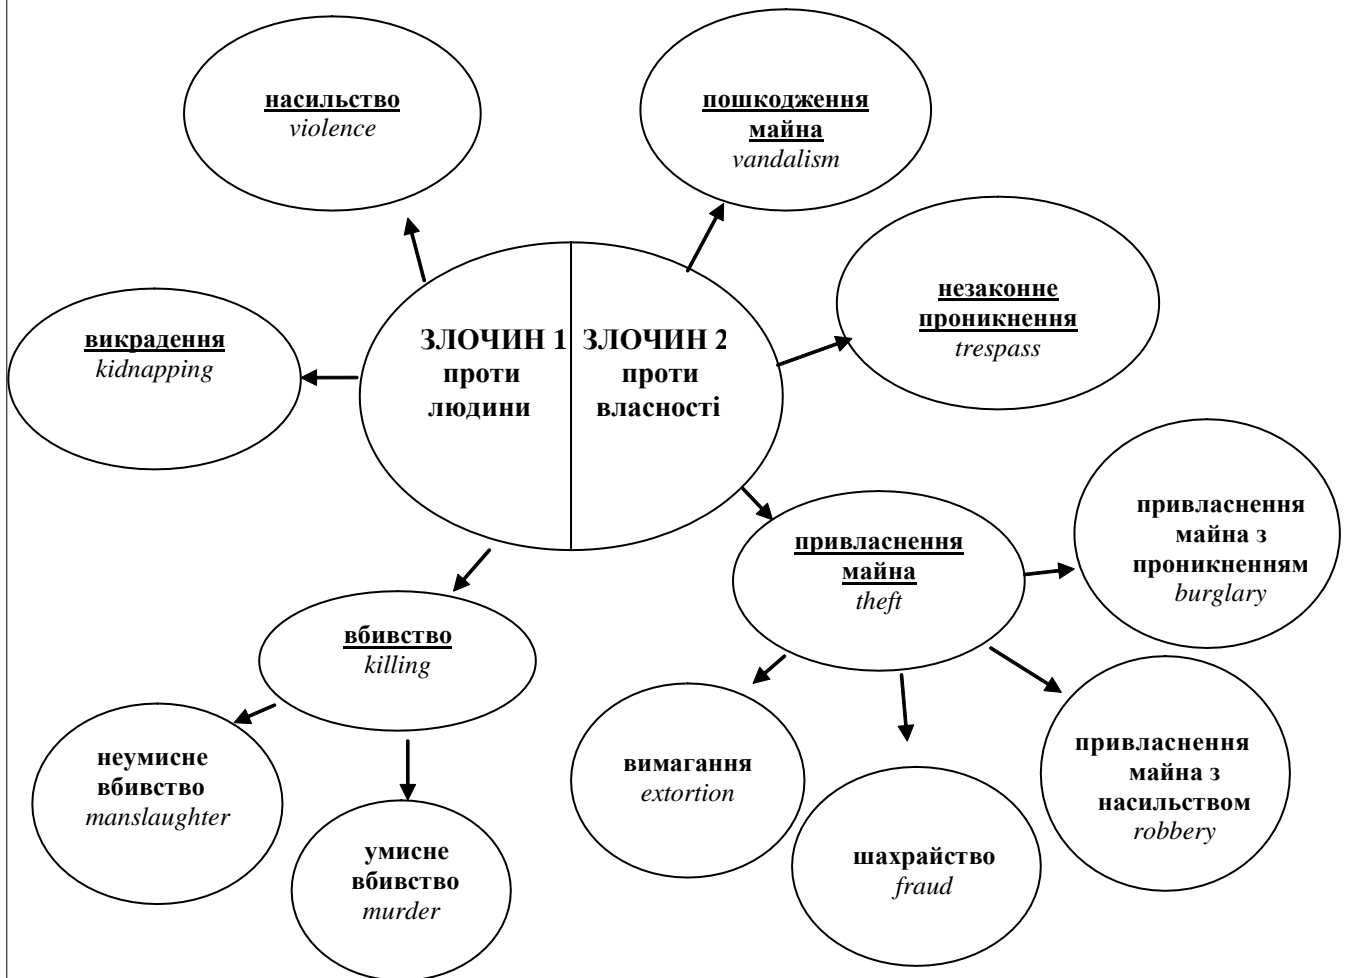 насильство
violence
пошкодження
майна
vandalism
незаконне
проникнення
trespass
викрадення
kidnapping
ЗЛОЧИН 1
проти
людини
ЗЛОЧИН 2
проти
власності
привласнення
майна
theft
привласнення
майна з
проникненням
burglary
вбивство
killing
неумисне
вбивство
manslaughter
умисне
вбивство
murder
вимагання
extortion
шахрайство
fraud
привласнення
майна з
насильством
robbery